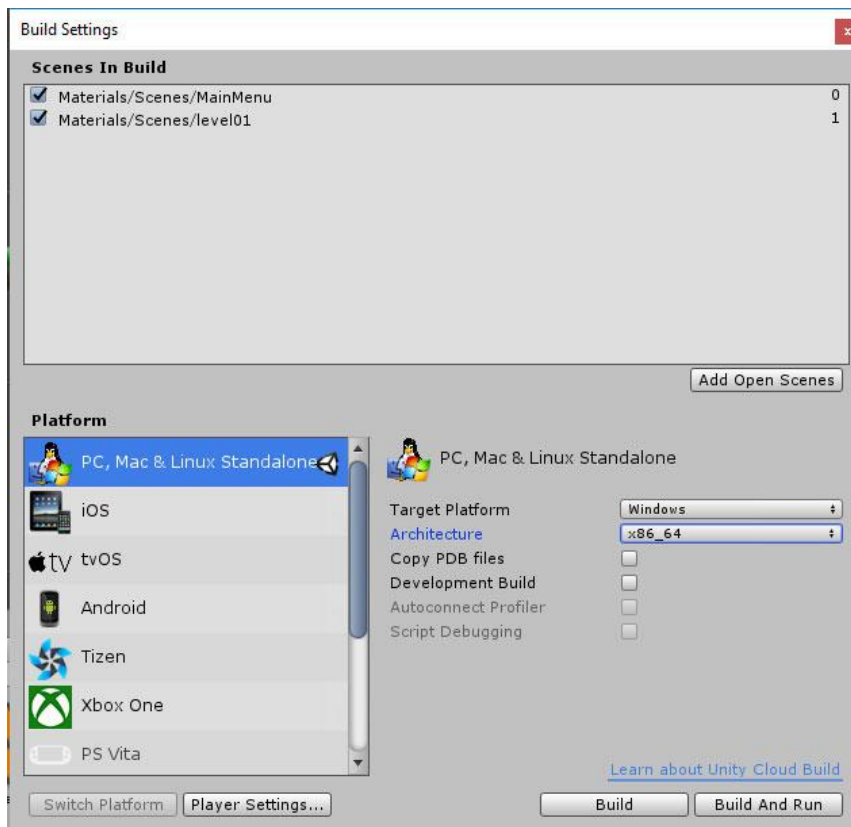 Build Settings
x
Scenes In Build
Materials/Scenes/MainMenu 0
Materials/Scenes/level01 1
Add Open Scenes
Platform
PC, Mac & Linux Standalone
iOS
tv tvOS
Android
Tizen
Xbox One
PS Vita
PC, Mac & Linux Standalone
Target Platform Windows
Architecture x86_64
Copy PDB files
Development Build
Autoconnect Profiler
Script Debugging
Learn about Unity Cloud Build
Switch Platform Player Settings... Build Build And Run